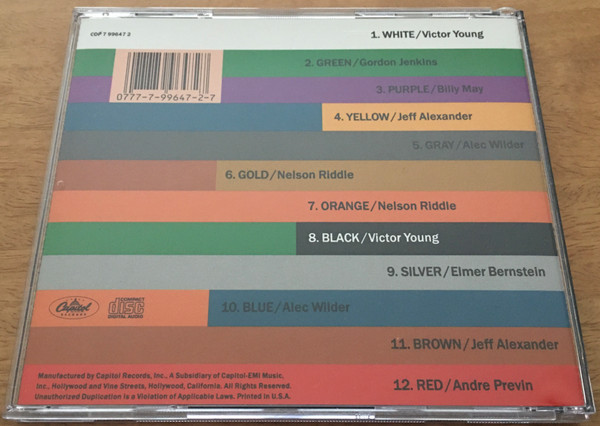 CDP 7 99647 2
1. WHITE/Victor Young
2. GREEN/Gordon Jenkins
3. PURPLE/Billy May
0777-7-99647-2-7
4. YELLOW/Jeff Alexander
5. GRAY/Alec Wilder
6. GOLD/Nelson Riddle
7. ORANGE/Nelson Riddle
8. BLACK/Victor Young
9. SILVER/Elmer Bernstein
Capitol
RECORDS
COMPACT
disc
DIGITAL AUDIO
10. BLUE/Alec Wilder
11. BROWN/Jeff Alexander
Manufactured by Capitol Records, Inc., A Subsidiary of Capitol-EMI Music,
Inc., Hollywood and Vine Streets, Hollywood, California. All Rights Reserved.
Unauthorized Duplication is a Violation of Applicable Laws. Printed in U.S.A.
12. RED/Andre Previn